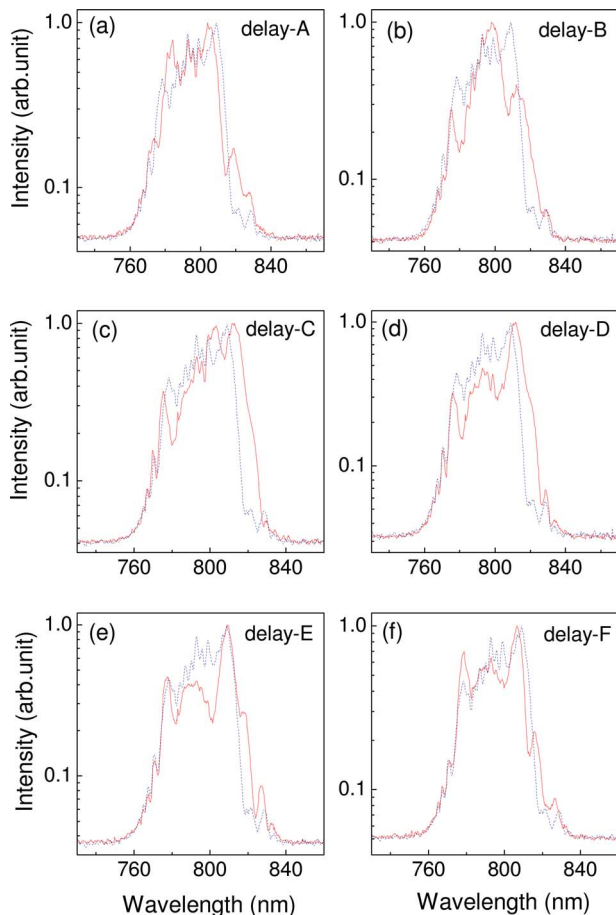 (a) delay-A
(b) delay-B
Intensity (arb.unit)
1.0
0.1
760 800 840
1.0
0.1
760 800 840
(c) delay-C
(d) delay-D
Intensity (arb.unit)
1.0
0.1
760 800 840
1.0
0.1
760 800 840
(e) delay-E
(f) delay-F
Intensity (arb.unit)
1.0
0.1
760 800 840
1.0
0.1
760 800 840
Wavelength (nm)
Wavelength (nm)